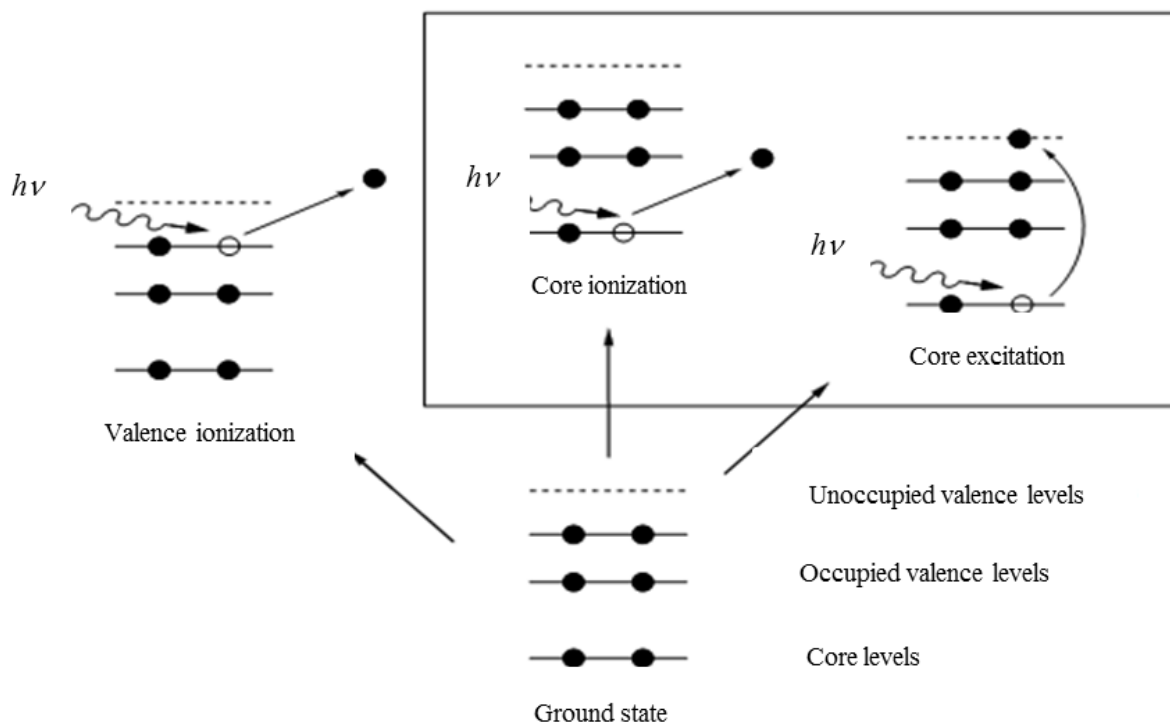 hν
hν
Core ionization
hν
Core excitation
Valence ionization
Unoccupied valence levels
Occupied valence levels
Core levels
Ground state